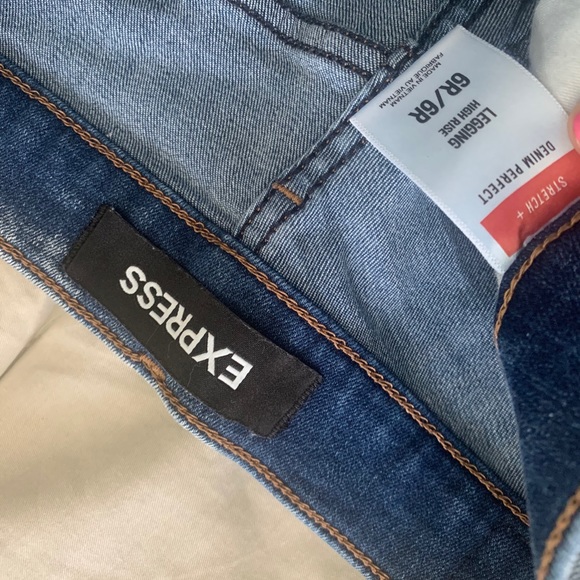 EXPRESS
STRETCH +
DENIM PERFECT
HIGH RISE
LEGGING
6R/6R
MADE IN VIETNAM
FABRIQUÉ AU VIETNAM